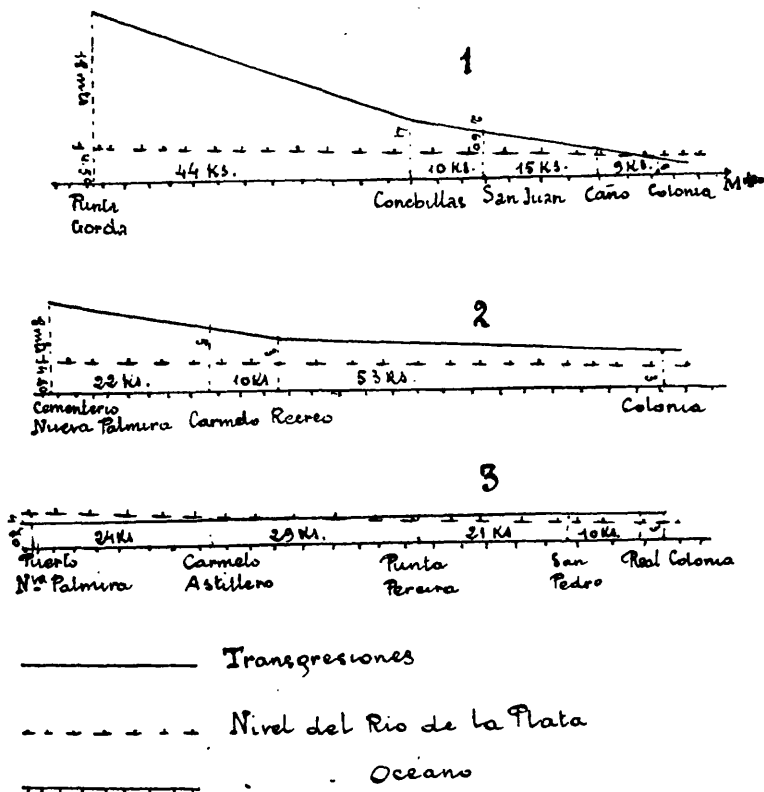 1
18 mts
44 Ks.
10 Ks.
15 Ks.
9 Ks.
Punta Conchillas San Juan Caño Colonia
Gorda
2
22 Ks.
10 Ks
53 Ks.
Cementerio Colonia
Nueva Palmira Carmelo Recreo
3
24 Ks
29 Ks.
21 Ks
10 Ks
Puerto Carmelo Punta San Real Colonia
Nva Palmira Astillero Pereira Pedro
Transgresiones
Nivel del Rio de la Plata
. . Oceano